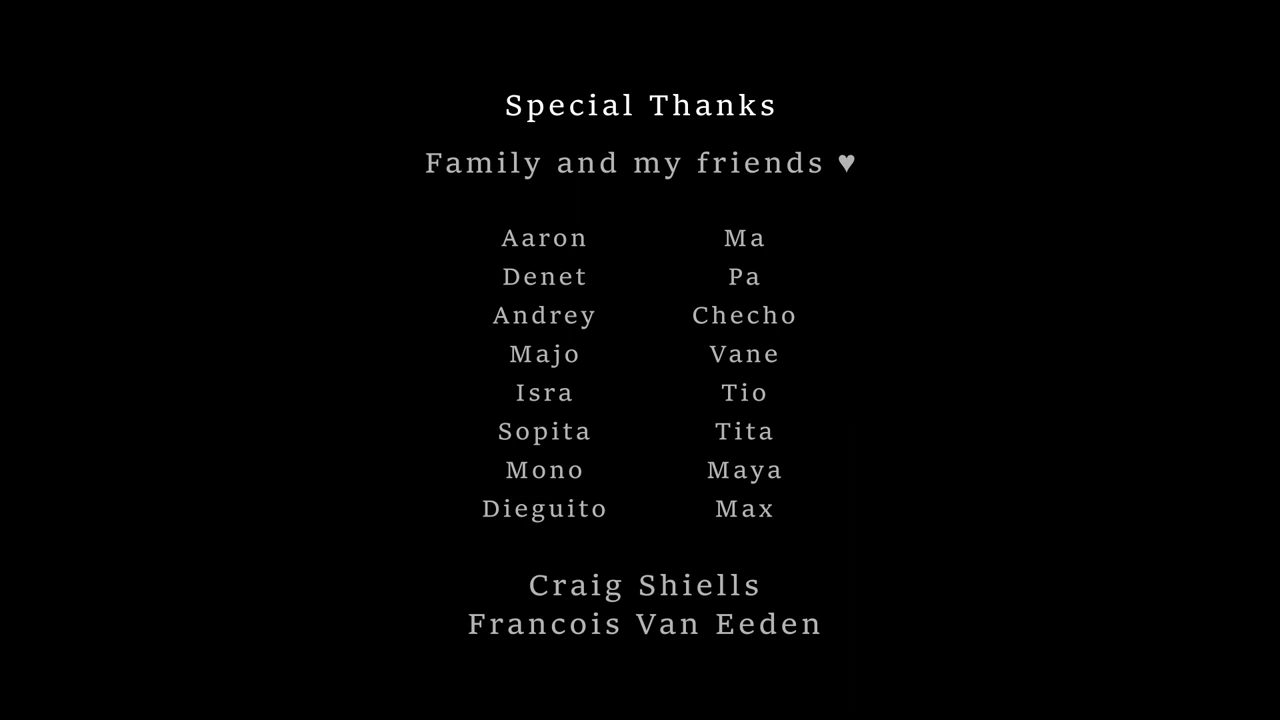 Special Thanks
Family and my friends ♥
Aaron
Denet
Andrey
Majo
Isra
Sopita
Mono
Dieguito
Ma
Pa
Checho
Vane
Tio
Tita
Maya
Max
Craig Shiells
Francois Van Eeden